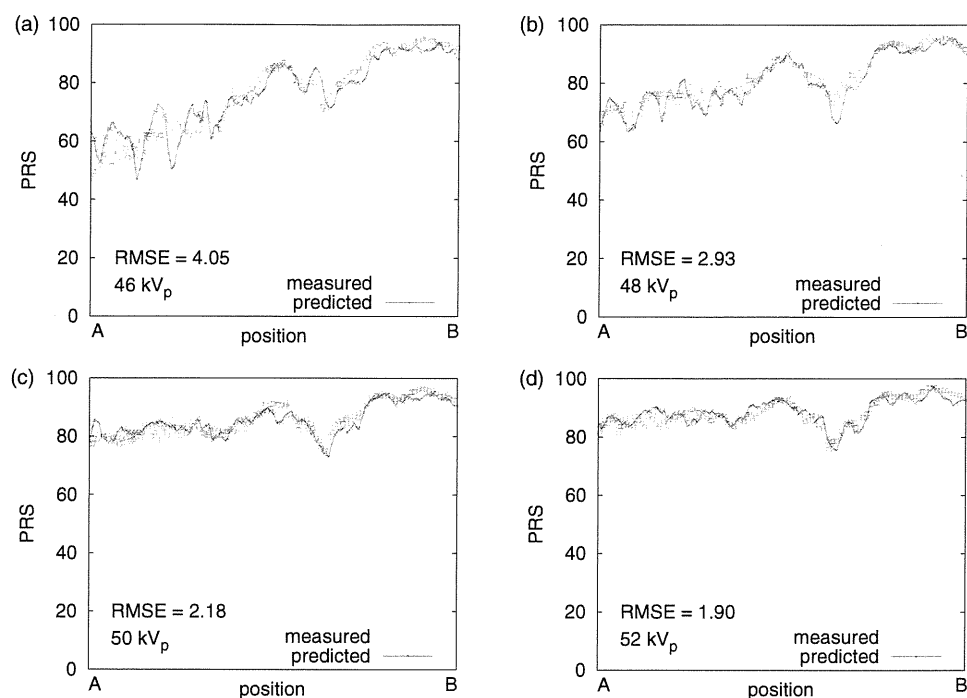 (a)
100
80
60
40
20
0
PRS
RMSE = 4.05
46 kVp
measured
predicted
A
position
B
(b)
100
80
60
40
20
0
PRS
RMSE = 2.93
48 kVp
measured
predicted
A
position
B
(c)
100
80
60
40
20
0
PRS
RMSE = 2.18
50 kVp
measured
predicted
A
position
B
(d)
100
80
60
40
20
0
PRS
RMSE = 1.90
52 kVp
measured
predicted
A
position
B